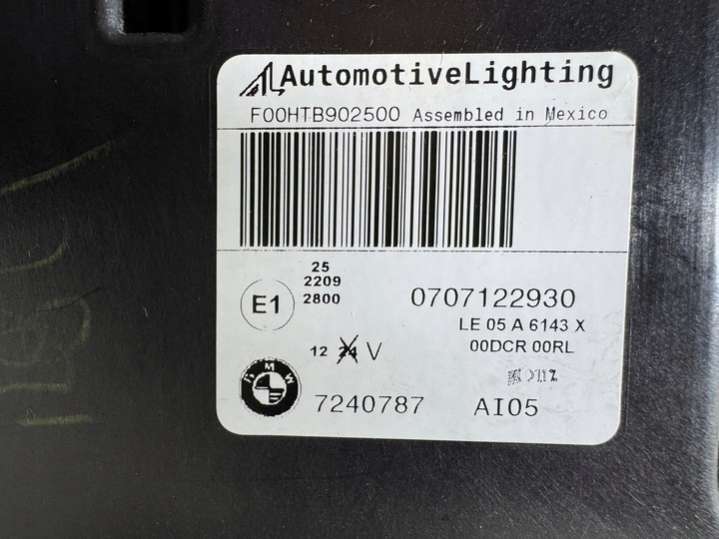 AL AutomotiveLighting
F00HTB902500 Assembled in Mexico
25
2209
E1 2800 0707122930
LE 05 A 6143 X
12 24 V 00DCR 00RL
BMW
7240787 AI05